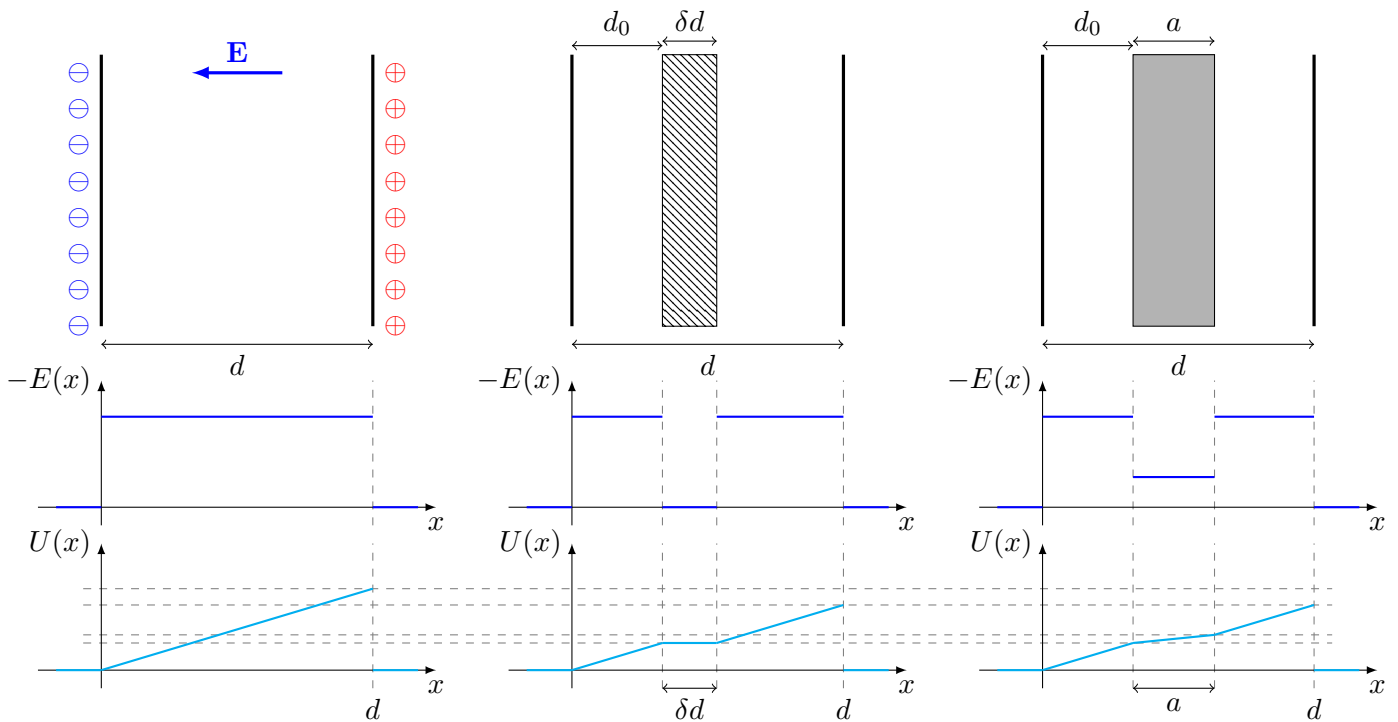 d₀ δd d₀ a
E
d d d
−E(x) −E(x) −E(x)
x x x
U(x) U(x) U(x)
x x x
d δd d a d